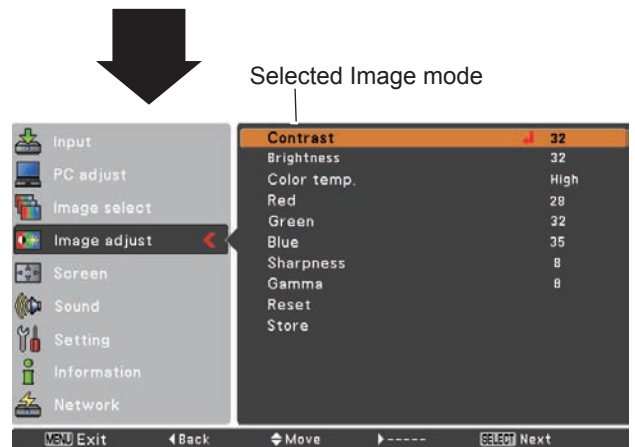 Selected Image mode
Input
PC adjust
Image select
Image adjust
Screen
Sound
Setting
Information
Network
Contrast 32
Brightness 32
Color temp. High
Red 28
Green 32
Blue 35
Sharpness 8
Gamma 8
Reset
Store
MENU Exit ◀Back Move ▶----- SELECT Next